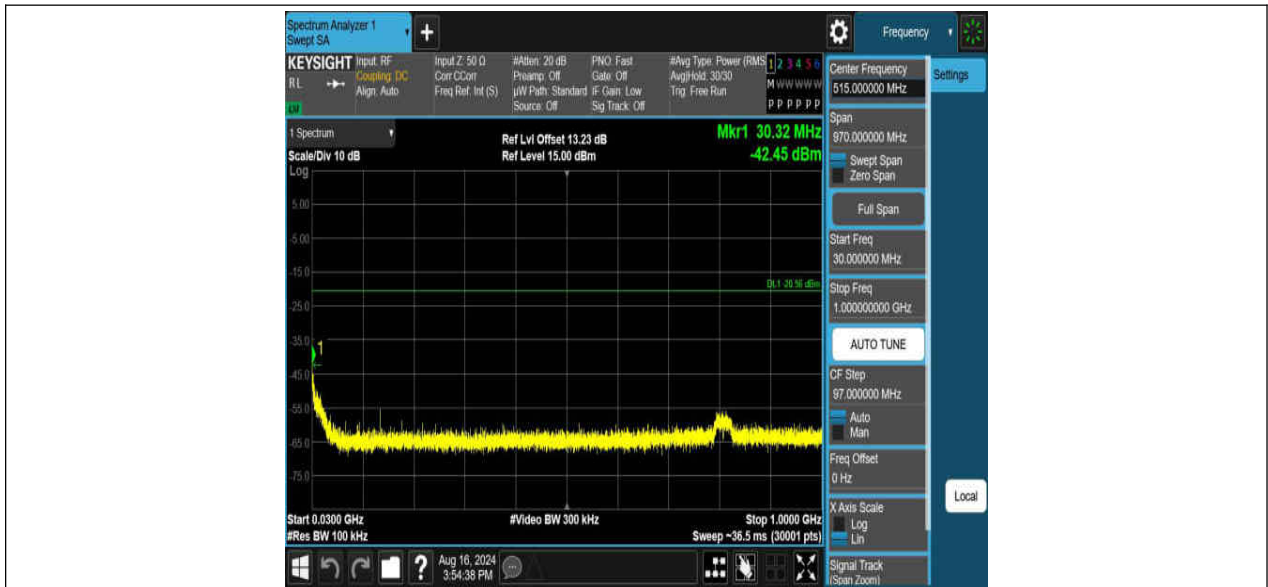 Spectrum Analyzer 1
Swept SA
+
Frequency
KEYSIGHT
RL
Input: RF
Coupling: DC
Align: Auto
Input Z: 50 Ω
Corr CCorr
Freq Ref: Int (S)
#Atten: 20 dB
Preamp: Off
µW Path: Standard
Source: Off
PNO: Fast
Gate: Off
IF Gain: Low
Sig Track: Off
#Avg Type: Power (RMS
Avg|Hold: 30/30
Trig: Free Run
1 2 3 4 5 6
M W W W W W
P P P P P P
1 Spectrum
Scale/Div 10 dB
Log
Ref Lvl Offset 13.23 dB
Ref Level 15.00 dBm
Mkr1 30.32 MHz
-42.45 dBm
5.00
-5.00
-15.0
DL1 -20.56 dBm
-25.0
-35.0
1
-45.0
-55.0
-65.0
-75.0
Start 0.0300 GHz
#Res BW 100 kHz
#Video BW 300 kHz
Stop 1.0000 GHz
Sweep ~36.5 ms (30001 pts)
?
Aug 16, 2024
3:54:38 PM
Center Frequency
515.000000 MHz
Settings
Span
970.000000 MHz
Swept Span
Zero Span
Full Span
Start Freq
30.000000 MHz
Stop Freq
1.000000000 GHz
AUTO TUNE
CF Step
97.000000 MHz
Auto
Man
Freq Offset
0 Hz
Local
X Axis Scale
Log
Lin
Signal Track
(Span Zoom)